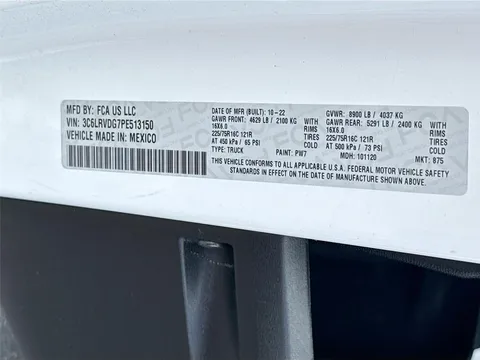 MFD BY: FCA US LLC
VIN: 3C6LRVDG7PE513150
VEHICLE MADE IN: MEXICO
DATE OF MFR (BUILT): 10-22
GAWR FRONT: 4629 LB / 2100 KG
16X6.0 RIMS
225/75R16C 121R TIRES
AT 450 kPa / 65 PSI
TYPE: TRUCK
PAINT: PW7
GVWR: 8900 LB / 4037 KG
GAWR REAR: 5291 LB / 2400 KG
16X6.0 RIMS
225/75R16C 121R TIRES
AT 500 kPa / 73 PSI
MDH: 101120
MKT: 875
THIS VEHICLE CONFORMS TO ALL APPLICABLE U.S.A. FEDERAL MOTOR VEHICLE SAFETY
STANDARDS IN EFFECT ON THE DATE OF MANUFACTURE SHOWN ABOVE.